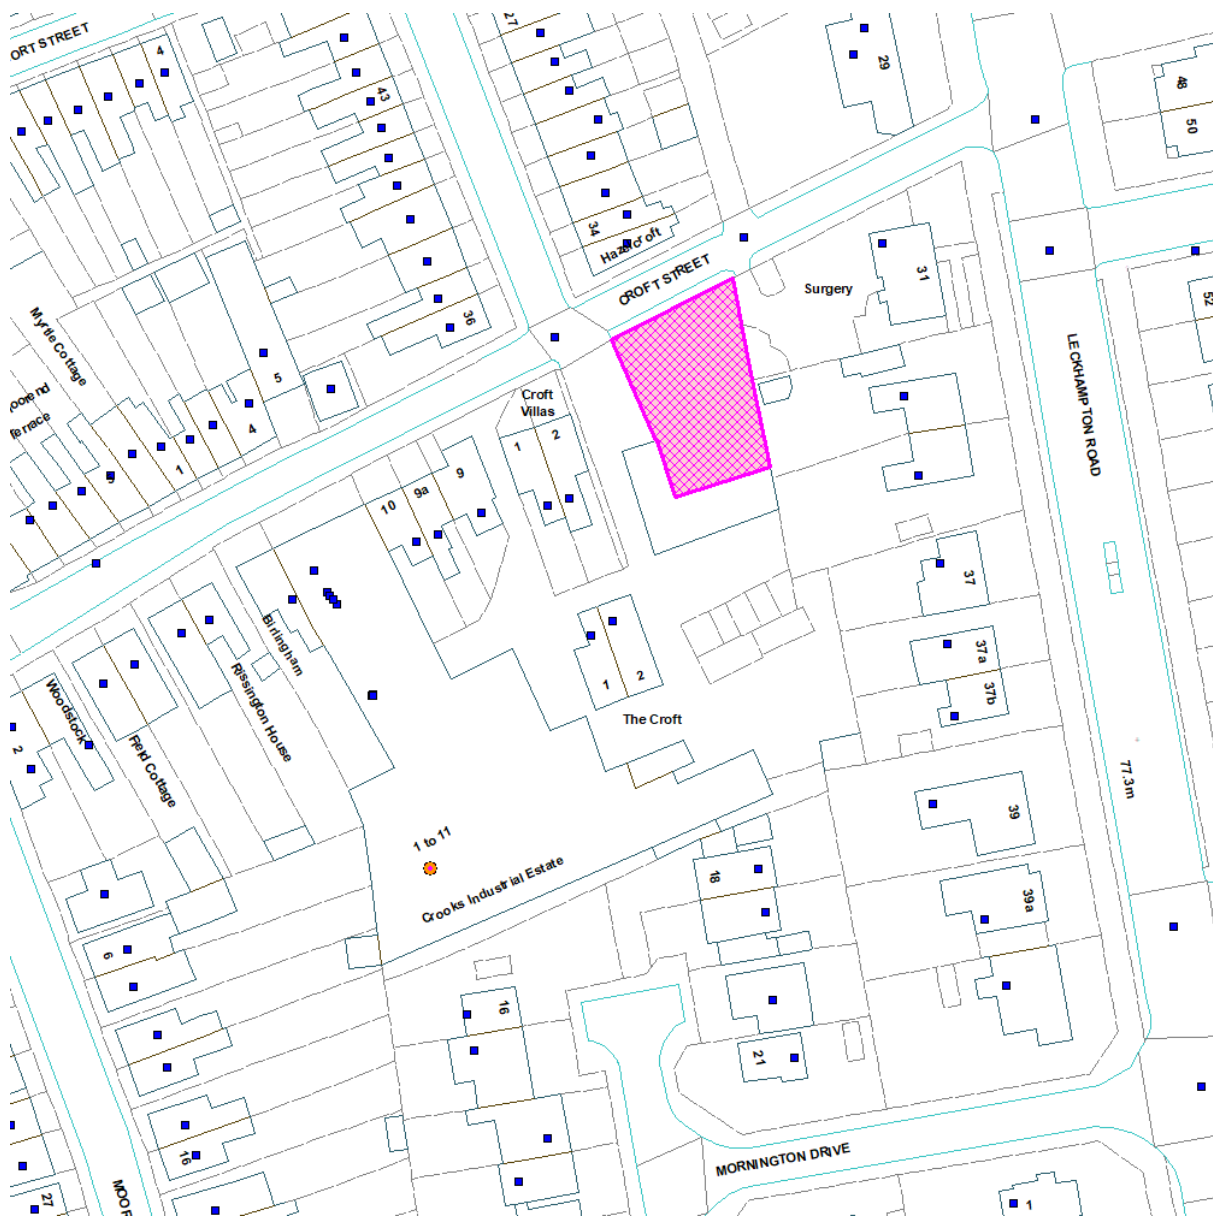 ORT STREET
4
43
27
29
48
50
34
Hazelcroft
CROFT STREET
Surgery
31
52
36
Myrtle Cottage
5
oorend
Terrace
4
1
Croft
Villas
1
2
LECKHAMPTON ROAD
9
9a
10
37
Birlingham
Rissington House
37a
37b
1
2
The Croft
Woodstock
2
Field Cottage
77.3m
39
1 to 11
Crooks Industrial Estate
18
39a
6
16
21
16
MORNINGTON DRIVE
MOOR
27
1